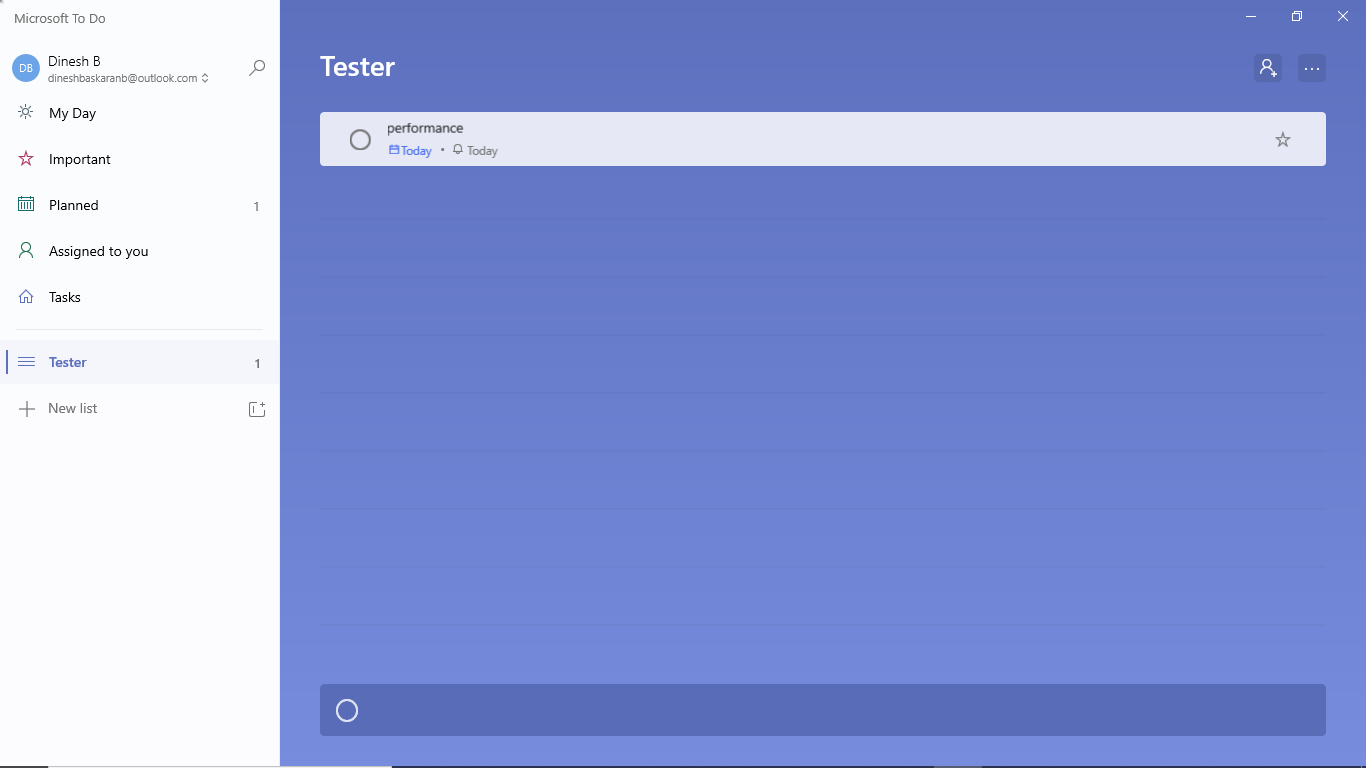 Microsoft To Do
DB
Dinesh B
dineshbaskaranb@outlook.com
My Day
Important
Planned 1
Assigned to you
Tasks
Tester 1
New list
Tester
performance
Today • Today